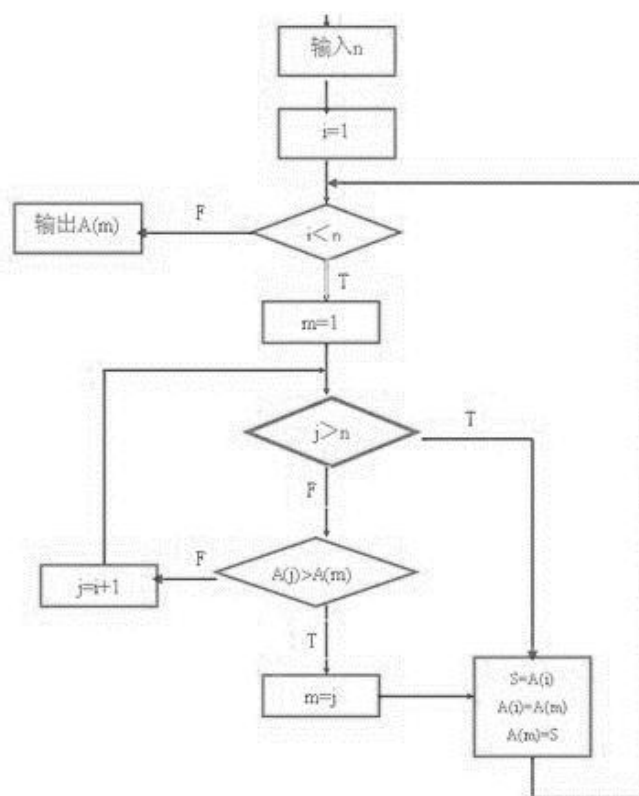 输入n
i=1
i<n
F
输出A(m)
T
m=1
j>n
T
F
A(j)>A(m)
F
j=i+1
T
m=j
S=A(i)
A(i)=A(m)
A(m)=S